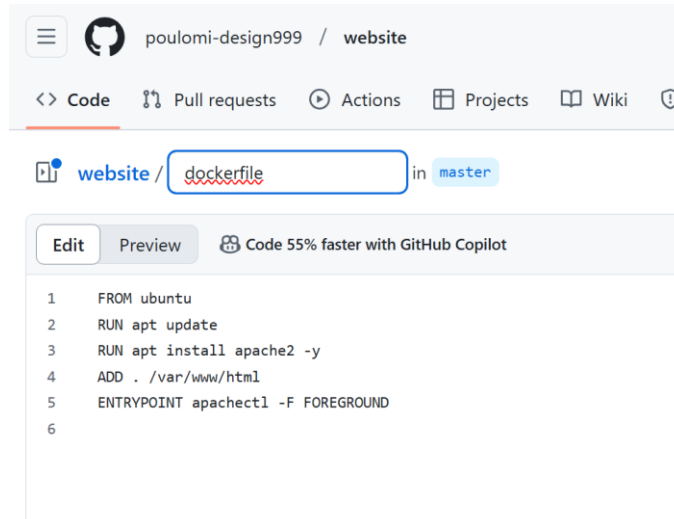 poulomi-design999 / website
Code Pull requests Actions Projects Wiki
website / dockerfile in master
Edit Preview Code 55% faster with GitHub Copilot
1 FROM ubuntu
2 RUN apt update
3 RUN apt install apache2 -y
4 ADD . /var/www/html
5 ENTRYPOINT apachectl -F FOREGROUND
6